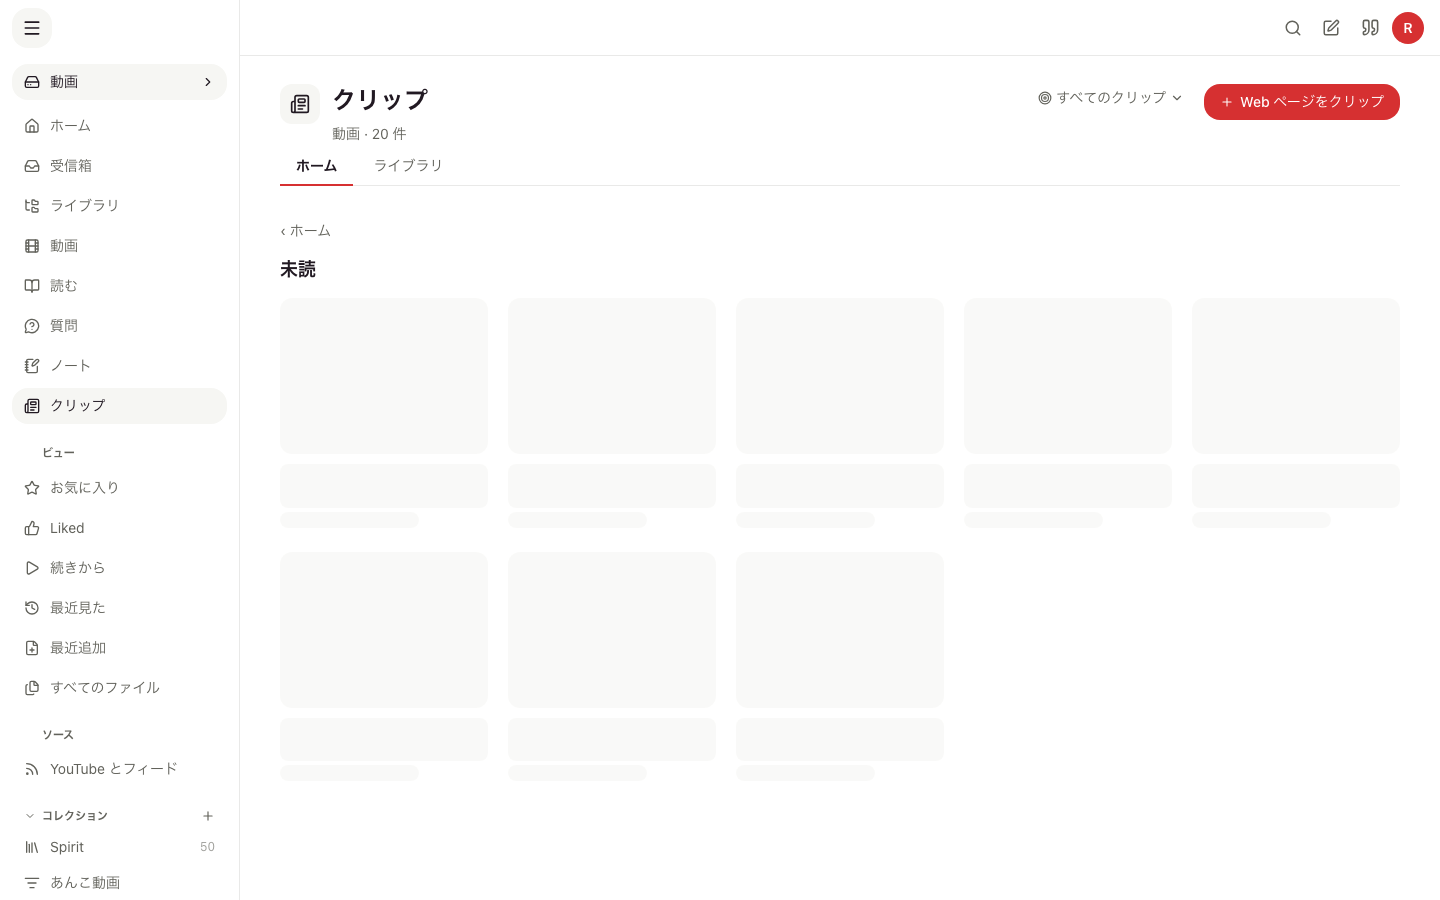 動画
ホーム
受信箱
ライブラリ
動画
読む
質問
ノート
クリップ
ビュー
お気に入り
Liked
続きから
最近見た
最近追加
すべてのファイル
ソース
YouTube とフィード
コレクション
Spirit 50
あんこ動画
R
クリップ
動画 · 20 件
すべてのクリップ
Web ページをクリップ
ホーム ライブラリ
‹ ホーム
未読